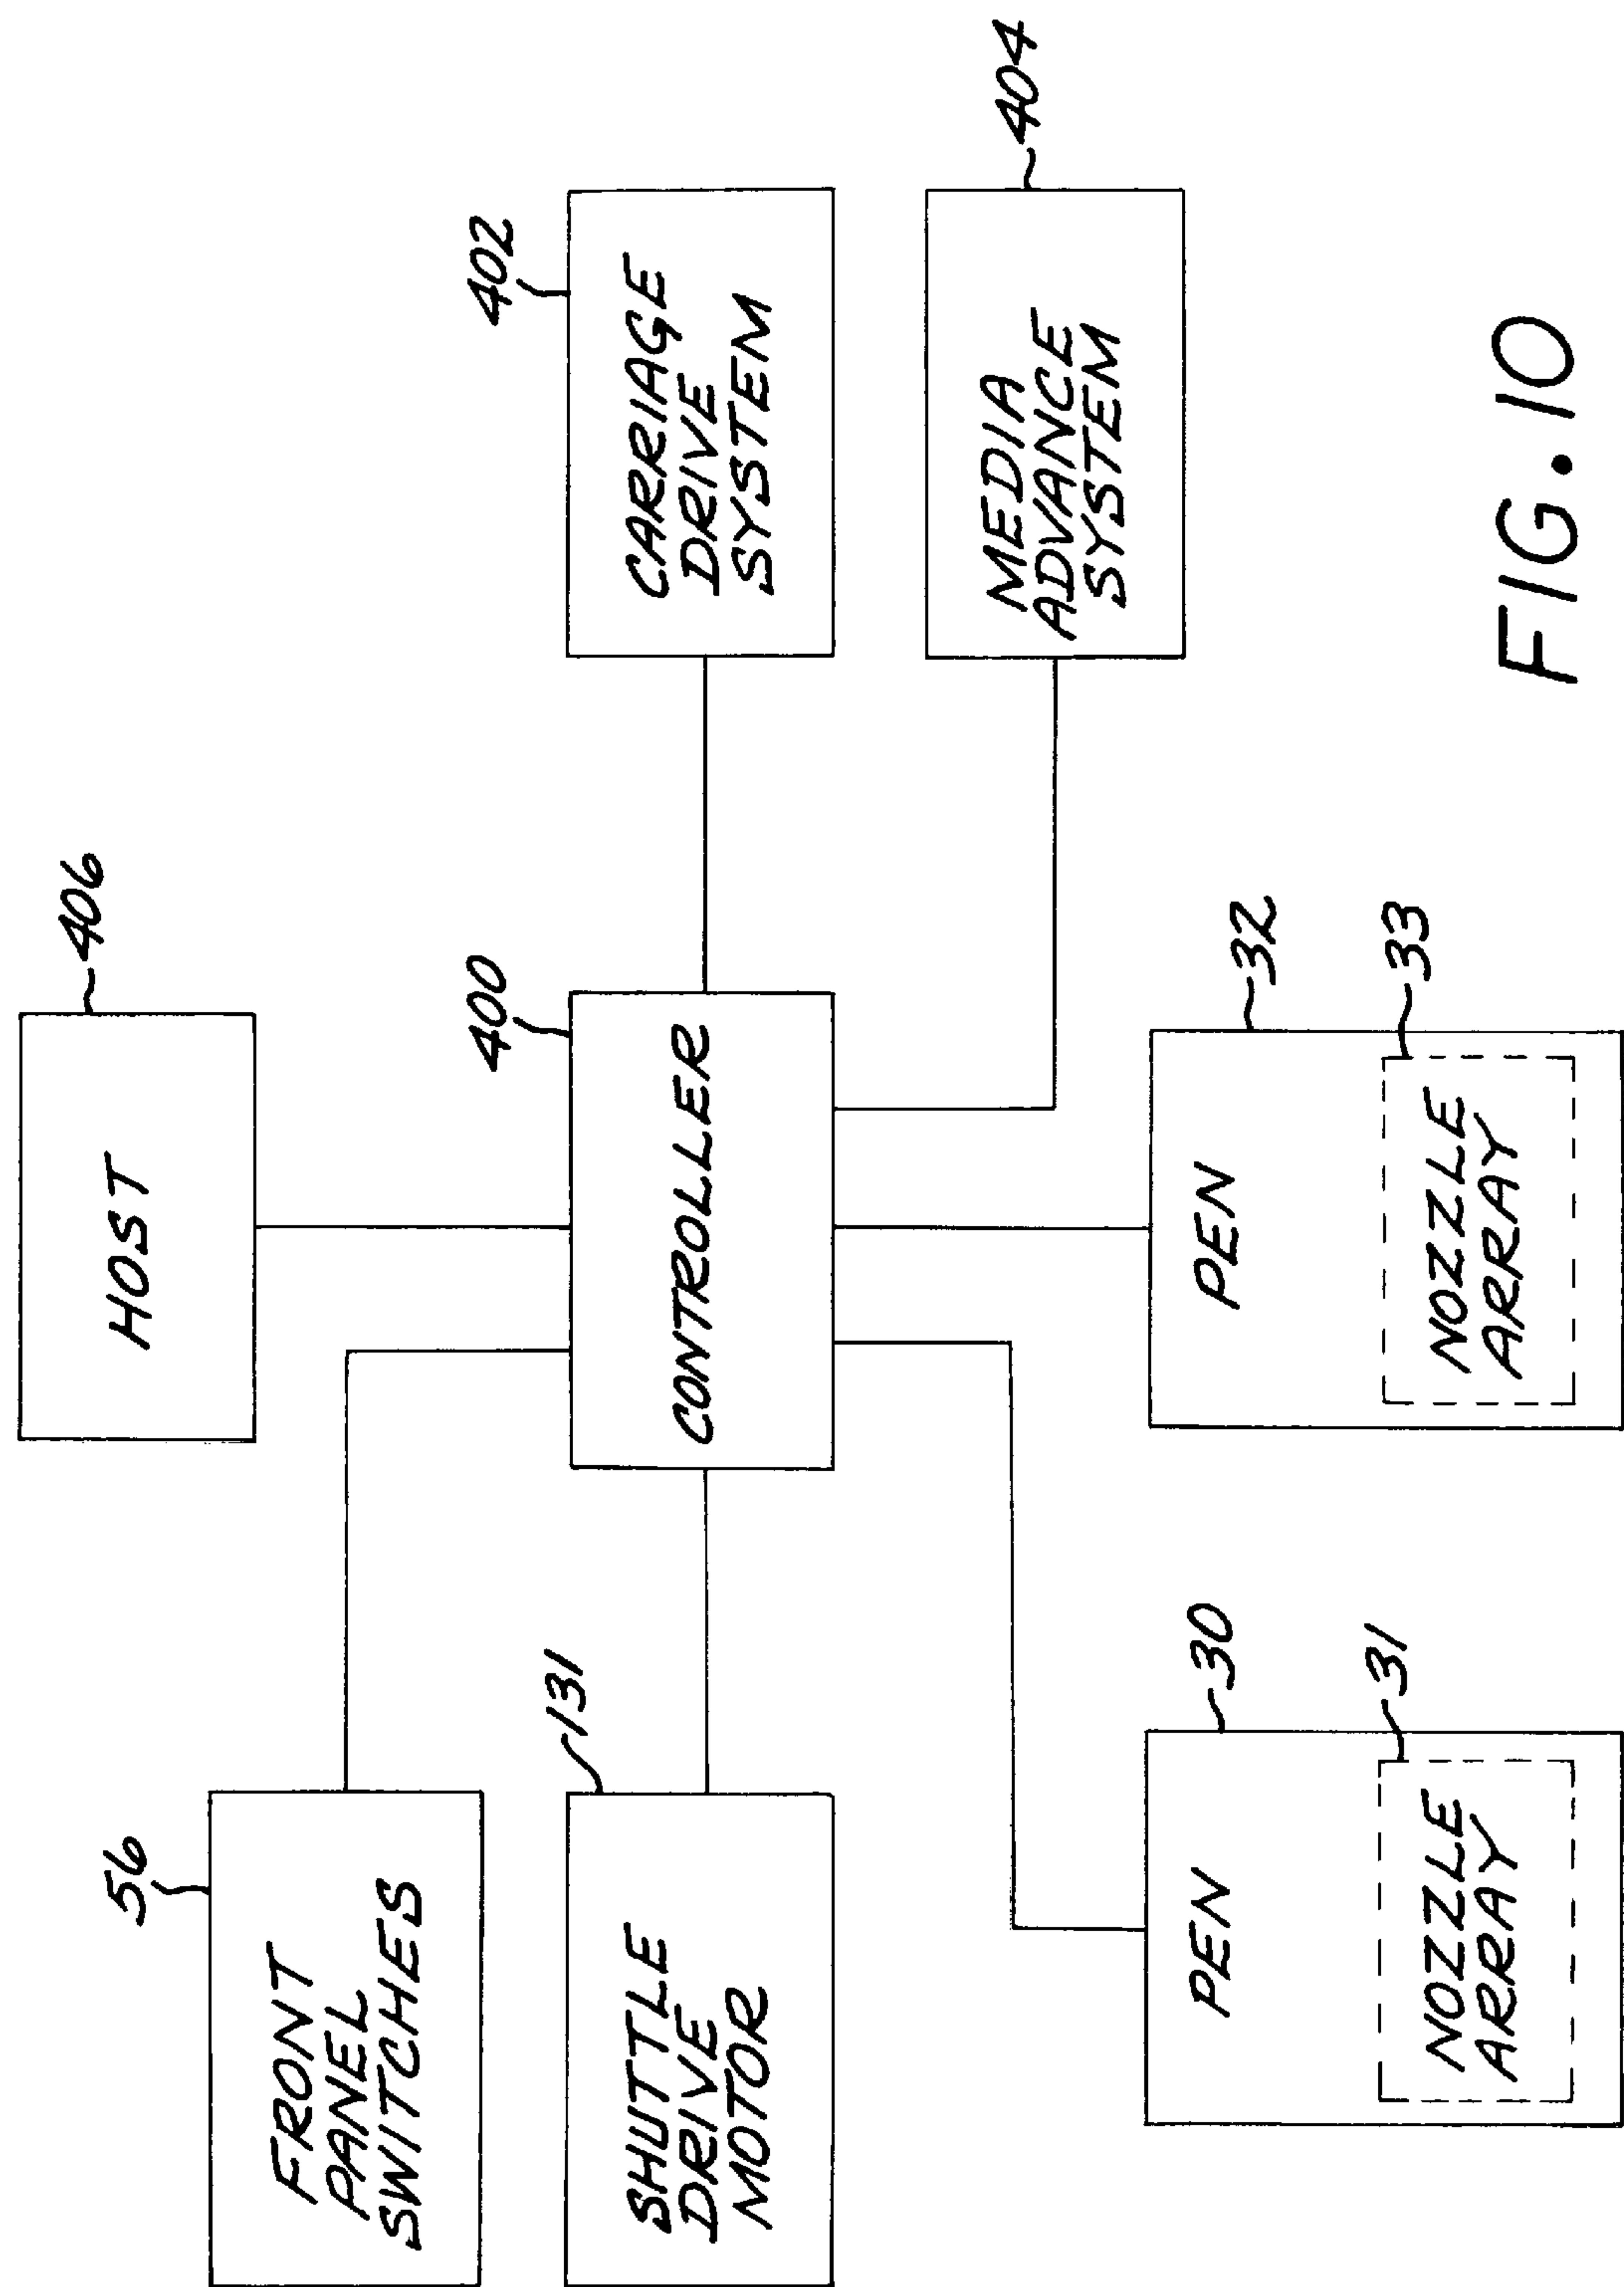 406
HOST
56
FRONT
PANEL
SWITCHES
400
CONTROLLER
402
CARRIAGE
DRIVE
SYSTEM
131
SHUTTLE
DRIVE
MOTOR
404
MEDIA
ADVANCE
SYSTEM
30
PEN
31
NOZZLE
ARRAY
32
PEN
33
NOZZLE
ARRAY
FIG. 10